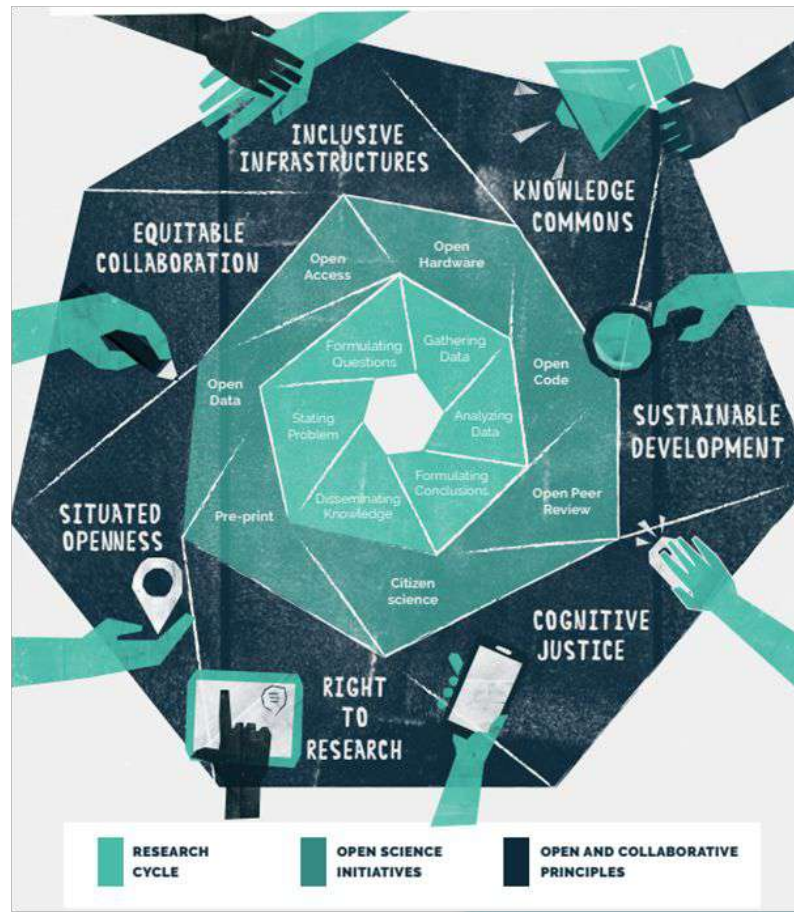 INCLUSIVE
INFRASTRUCTURES
KNOWLEDGE
COMMONS
EQUITABLE
COLLABORATION
SUSTAINABLE
DEVELOPMENT
SITUATED
OPENNESS
COGNITIVE
JUSTICE
RIGHT
TO
RESEARCH
Open
Access
Open
Hardware
Open
Data
Open
Code
Pre-print
Open Peer
Review
Citizen
science
Formulating
Questions
Gathering
Data
Stating
Problem
Analyzing
Data
Disseminating
Knowledge
Formulating
Conclusions
RESEARCH
CYCLE
OPEN SCIENCE
INITIATIVES
OPEN AND COLLABORATIVE
PRINCIPLES